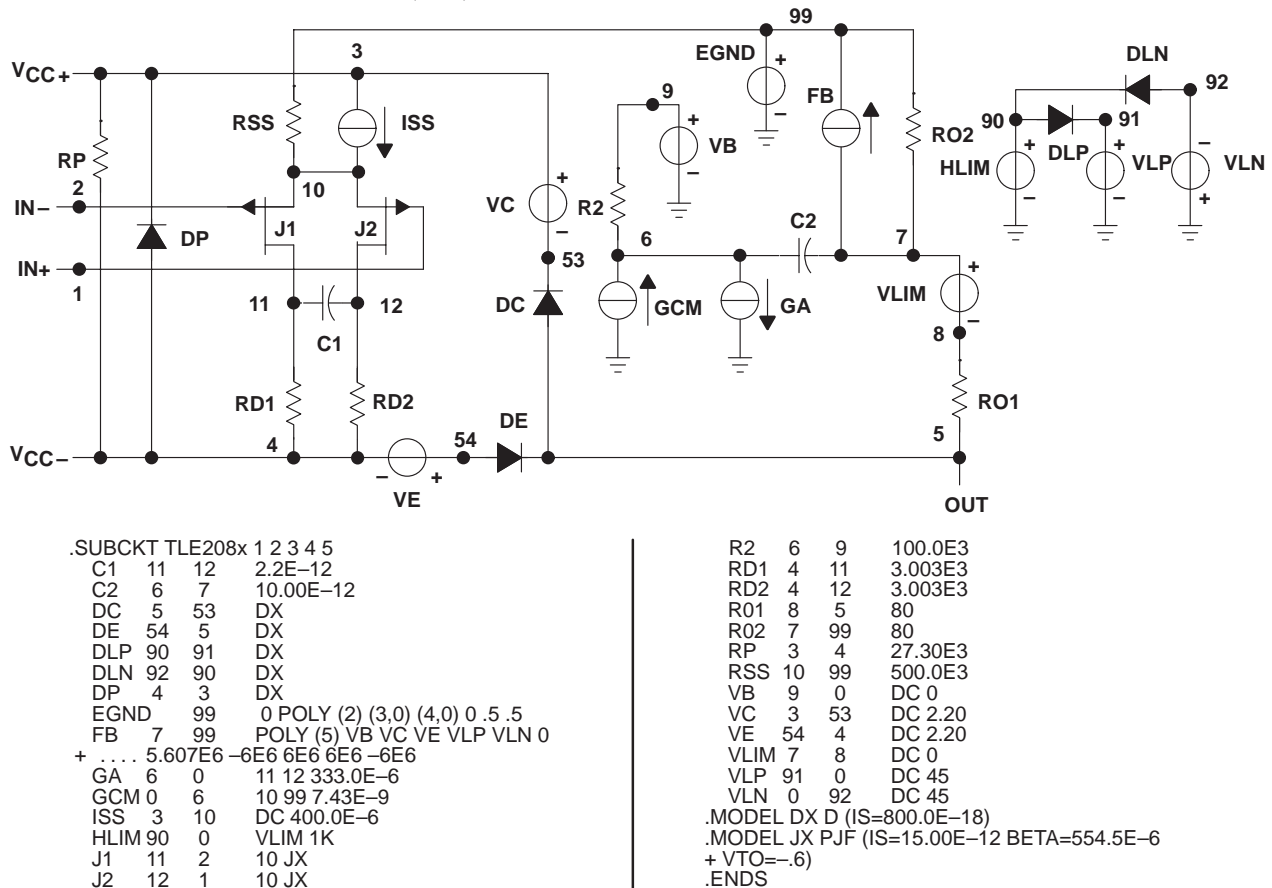 99
3
VCC+
EGND
+
–
FB
DLN
92
9
RSS
ISS
VB
+
–
RO2
90
91
DLP
HLIM
+
–
VLP
+
–
–
VLN
+
RP
2
10
IN–
J1
J2
DP
VC
+
–
R2
C2
6
7
IN+
1
53
GCM
GA
VLIM
+
–
11
12
C1
DC
8
RD1
RD2
RO1
DE
4
54
5
VCC–
–
+
VE
OUT
.SUBCKT TLE208x 1 2 3 4 5
C1 11 12 2.2E–12
C2 6 7 10.00E–12
DC 5 53 DX
DE 54 5 DX
DLP 90 91 DX
DLN 92 90 DX
DP 4 3 DX
EGND 99 0 POLY (2) (3,0) (4,0) 0 .5 .5
FB 7 99 POLY (5) VB VC VE VLP VLN 0
+ . . . . 5.607E6 –6E6 6E6 6E6 –6E6
GA 6 0 11 12 333.0E–6
GCM 0 6 10 99 7.43E–9
ISS 3 10 DC 400.0E–6
HLIM 90 0 VLIM 1K
J1 11 2 10 JX
J2 12 1 10 JX
R2 6 9 100.0E3
RD1 4 11 3.003E3
RD2 4 12 3.003E3
R01 8 5 80
R02 7 99 80
RP 3 4 27.30E3
RSS 10 99 500.0E3
VB 9 0 DC 0
VC 3 53 DC 2.20
VE 54 4 DC 2.20
VLIM 7 8 DC 0
VLP 91 0 DC 45
VLN 0 92 DC 45
.MODEL DX D (IS=800.0E–18)
.MODEL JX PJF (IS=15.00E–12 BETA=554.5E–6
+ VTO=–.6)
.ENDS